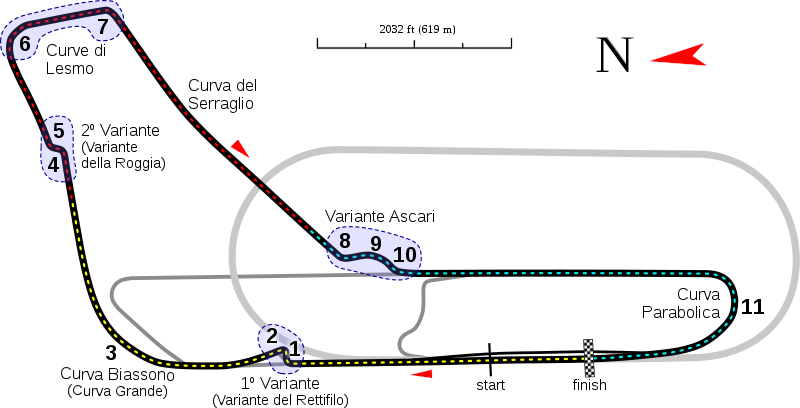 7
6
Curve di
Lesmo
2032 ft (619 m)
N
Curva del
Serraglio
5
4
2º Variante
(Variante
della Roggia)
Variante Ascari
8
9
10
Curva
Parabolica
11
2
1
3
Curva Biassono
(Curva Grande)
1º Variante
(Variante del Rettifilo)
start
finish